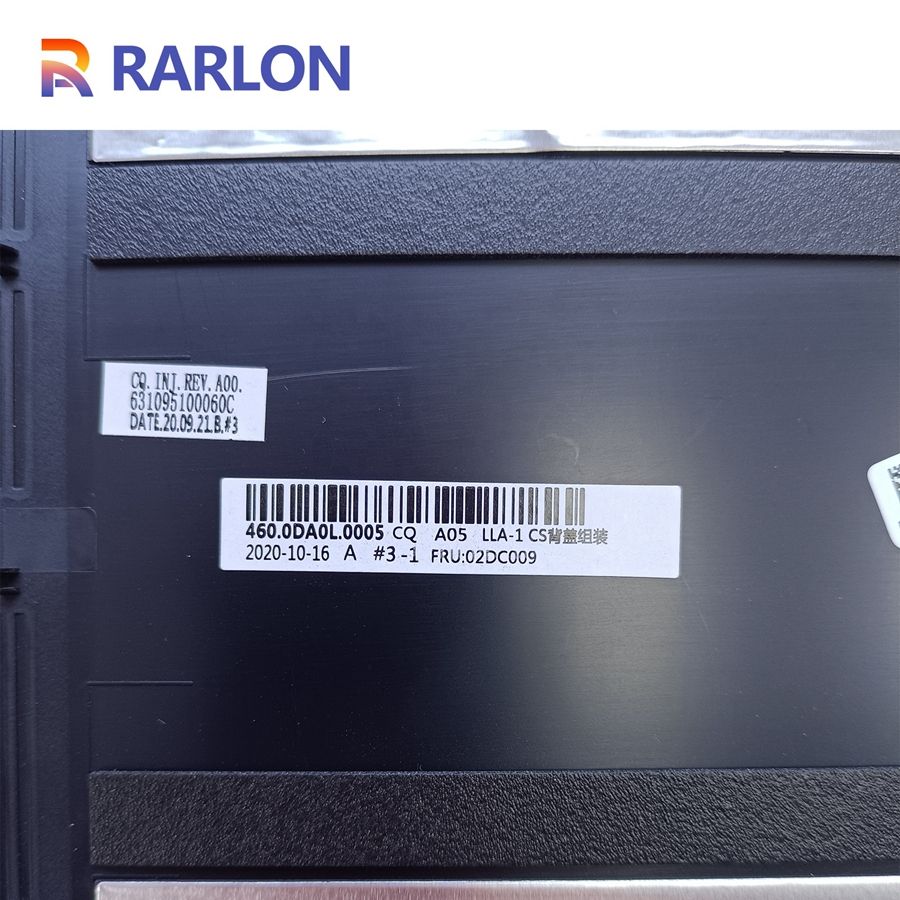 RARLON
CQ. INJ. REV. A00.
631095100060C
DATE.20.09.21.B.#3
460.0DA0L.0005 CQ A05 LLA-1 CS背盖组装
2020-10-16 A #3-1 FRU:02DC009